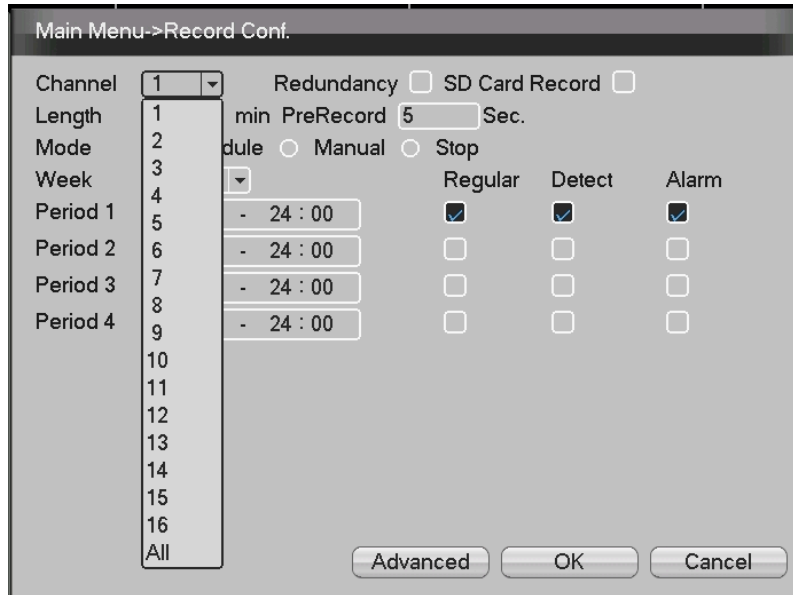 Main Menu->Record Conf.
Channel 1 Redundancy SD Card Record
Length min PreRecord 5 Sec.
Mode dule Manual Stop
Week Regular Detect Alarm
Period 1 - 24:00
Period 2 - 24:00
Period 3 - 24:00
Period 4 - 24:00
1
2
3
4
5
6
7
8
9
10
11
12
13
14
15
16
All
Advanced OK Cancel